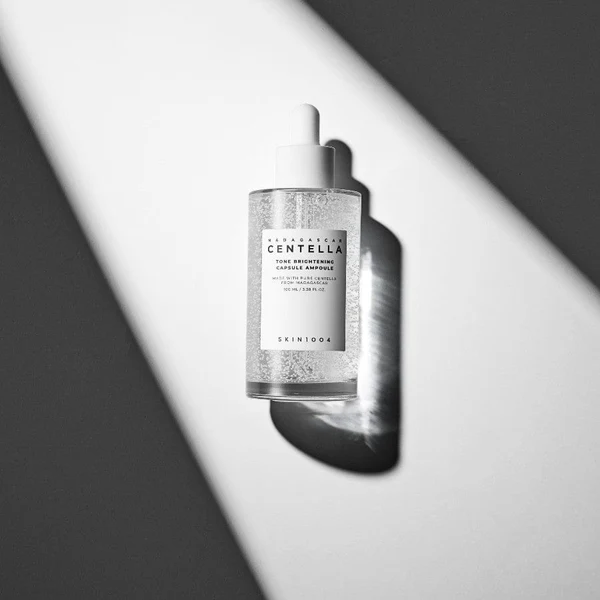 MADAGASCAR
CENTELLA
TONE BRIGHTENING
CAPSULE AMPOULE
MADE WITH PURE CENTELLA
FROM MADAGASCAR
100 ML / 3.38 FL.OZ.
SKIN1004